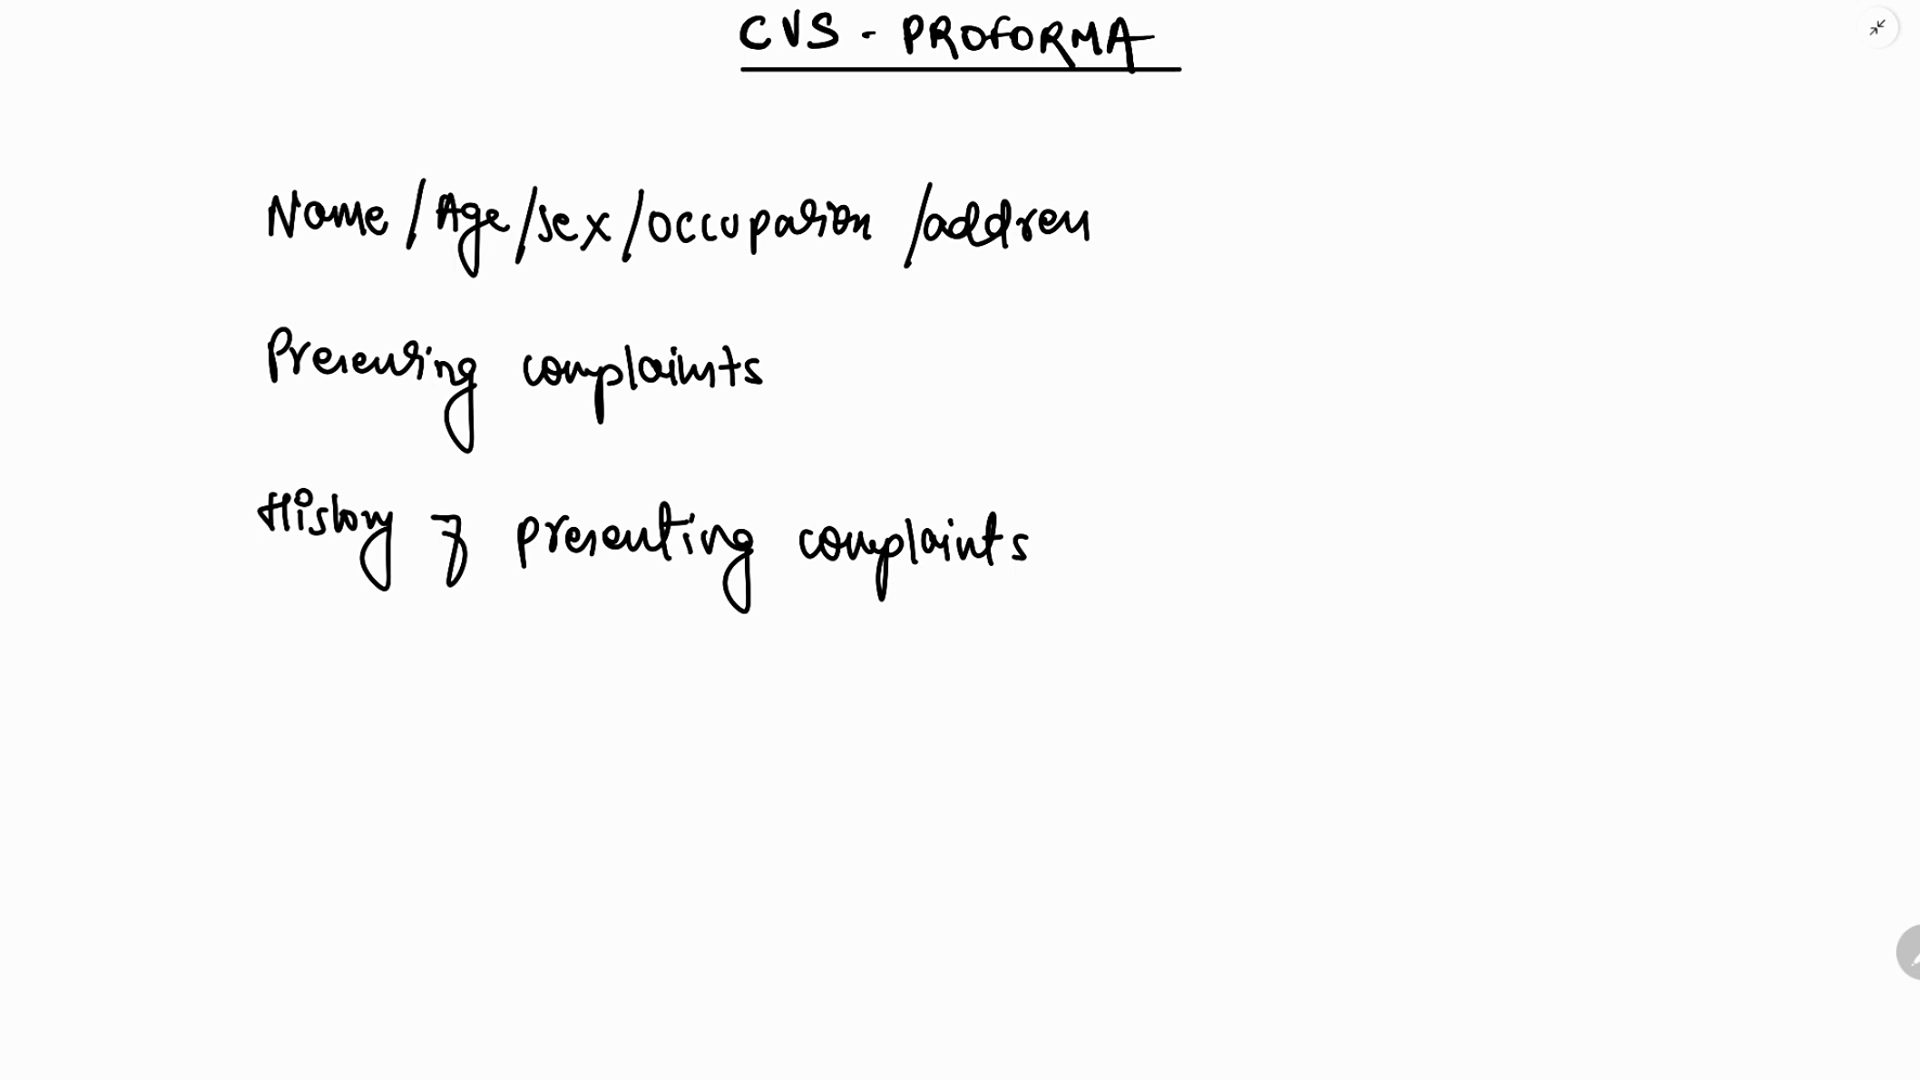 CVS - PROFORMA
Name / Age / sex / occupation / address
Presenting complaints
History of presenting complaints